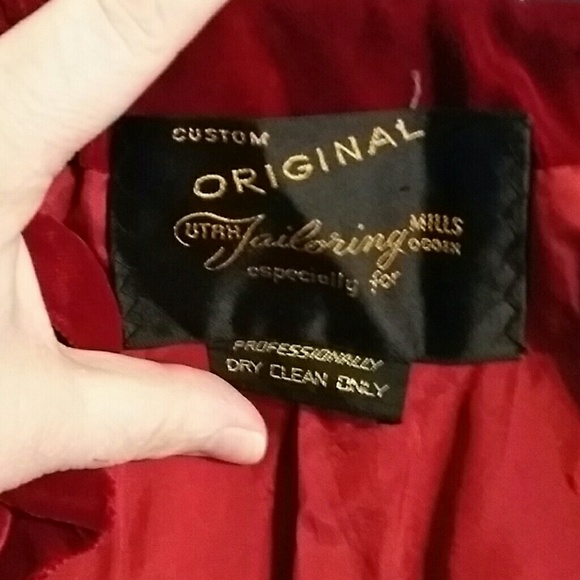 CUSTOM
ORIGINAL
UTAH Tailoring MILLS
OGDEN
especially for
PROFESSIONALLY
DRY CLEAN ONLY